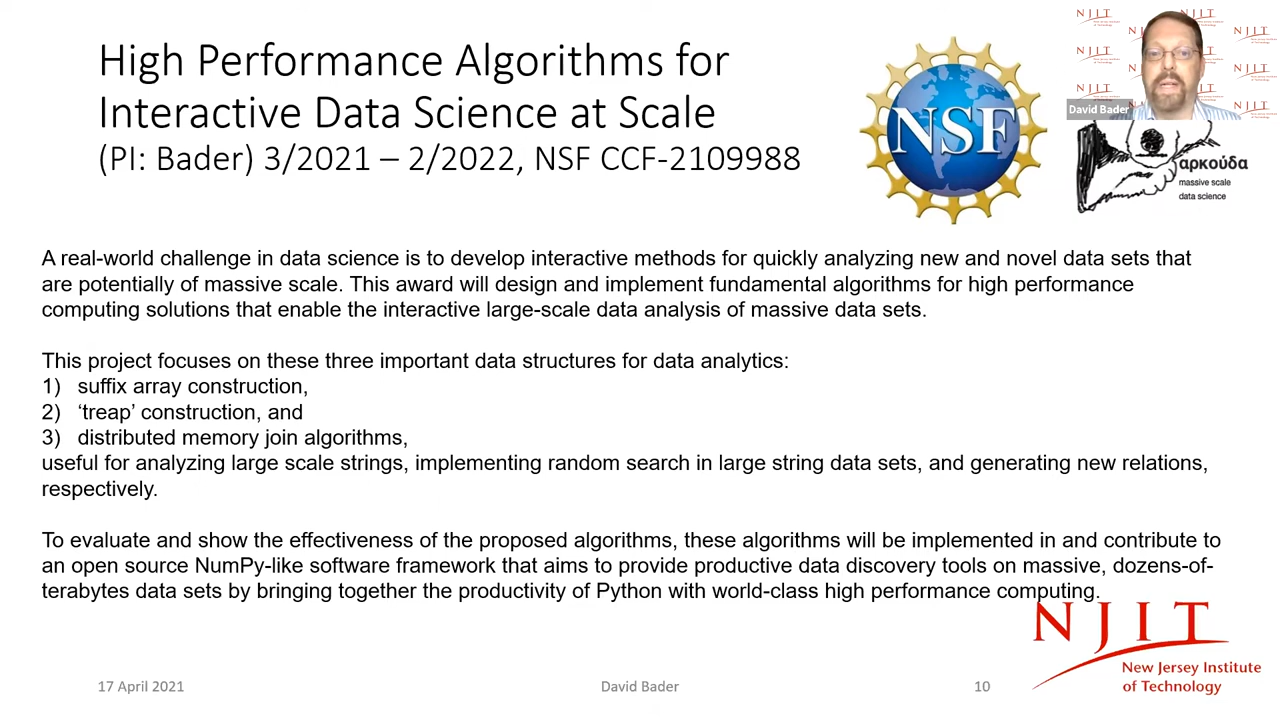 High Performance Algorithms for
Interactive Data Science at Scale
(PI: Bader) 3/2021 – 2/2022, NSF CCF-2109988
NSF
NJIT
David Bader
αρκούδα
massive scale
data science
A real-world challenge in data science is to develop interactive methods for quickly analyzing new and novel data sets that
are potentially of massive scale. This award will design and implement fundamental algorithms for high performance
computing solutions that enable the interactive large-scale data analysis of massive data sets.
This project focuses on these three important data structures for data analytics:
1) suffix array construction,
2) ‘treap’ construction, and
3) distributed memory join algorithms,
useful for analyzing large scale strings, implementing random search in large string data sets, and generating new relations,
respectively.
To evaluate and show the effectiveness of the proposed algorithms, these algorithms will be implemented in and contribute to
an open source NumPy-like software framework that aims to provide productive data discovery tools on massive, dozens-of-
terabytes data sets by bringing together the productivity of Python with world-class high performance computing.
NJIT
New Jersey Institute
of Technology
17 April 2021
David Bader
10